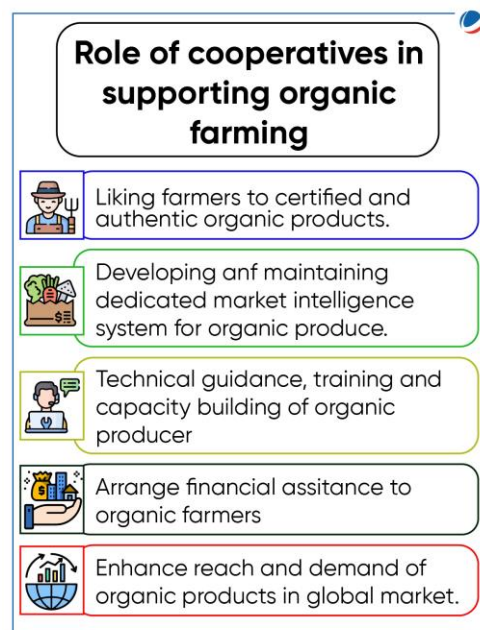 Role of cooperatives in
supporting organic
farming
Liking farmers to certified and
authentic organic products.
Developing anf maintaining
dedicated market intelligence
system for organic produce.
Technical guidance, training and
capacity building of organic
producer
Arrange financial assitance to
organic farmers
Enhance reach and demand of
organic products in global market.